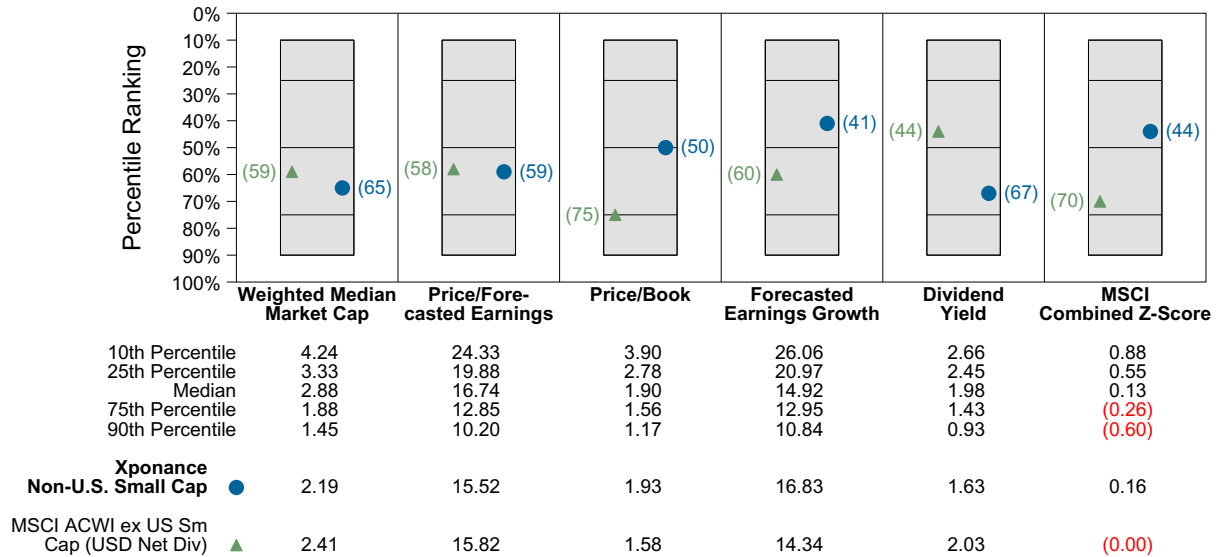 0%
10%
20%
30%
40%
50%
60%
70%
80%
90%
100%
Percentile Ranking
(59) (65)
(58) (59)
(75) (50)
(60) (41)
(44) (67)
(70) (44)
Weighted Median Market Cap
Price/Fore-casted Earnings
Price/Book
Forecasted Earnings Growth
Dividend Yield
MSCI Combined Z-Score
10th Percentile 4.24 24.33 3.90 26.06 2.66 0.88
25th Percentile 3.33 19.88 2.78 20.97 2.45 0.55
Median 2.88 16.74 1.90 14.92 1.98 0.13
75th Percentile 1.88 12.85 1.56 12.95 1.43 (0.26)
90th Percentile 1.45 10.20 1.17 10.84 0.93 (0.60)
Xponance
Non-U.S. Small Cap 2.19 15.52 1.93 16.83 1.63 0.16
MSCI ACWI ex US Sm
Cap (USD Net Div) 2.41 15.82 1.58 14.34 2.03 (0.00)